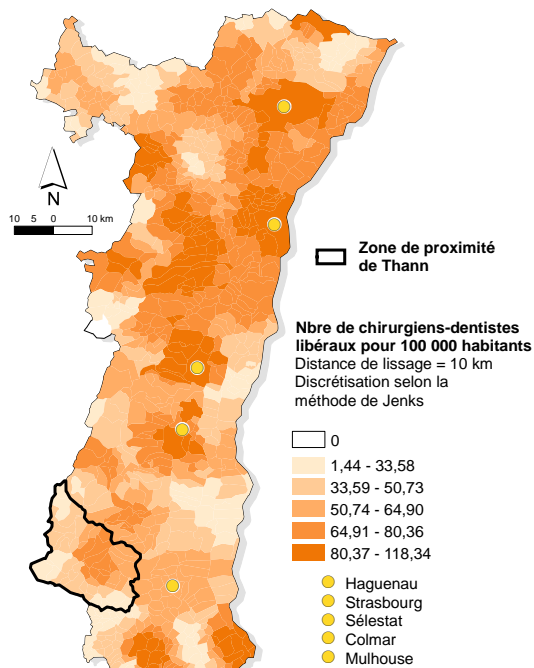 N
10 5 0 10 km
Zone de proximité
de Thann
Nbre de chirurgiens-dentistes
libéraux pour 100 000 habitants
Distance de lissage = 10 km
Discrétisation selon la
méthode de Jenks
0
1,44 - 33,58
33,59 - 50,73
50,74 - 64,90
64,91 - 80,36
80,37 - 118,34
Haguenau
Strasbourg
Sélestat
Colmar
Mulhouse